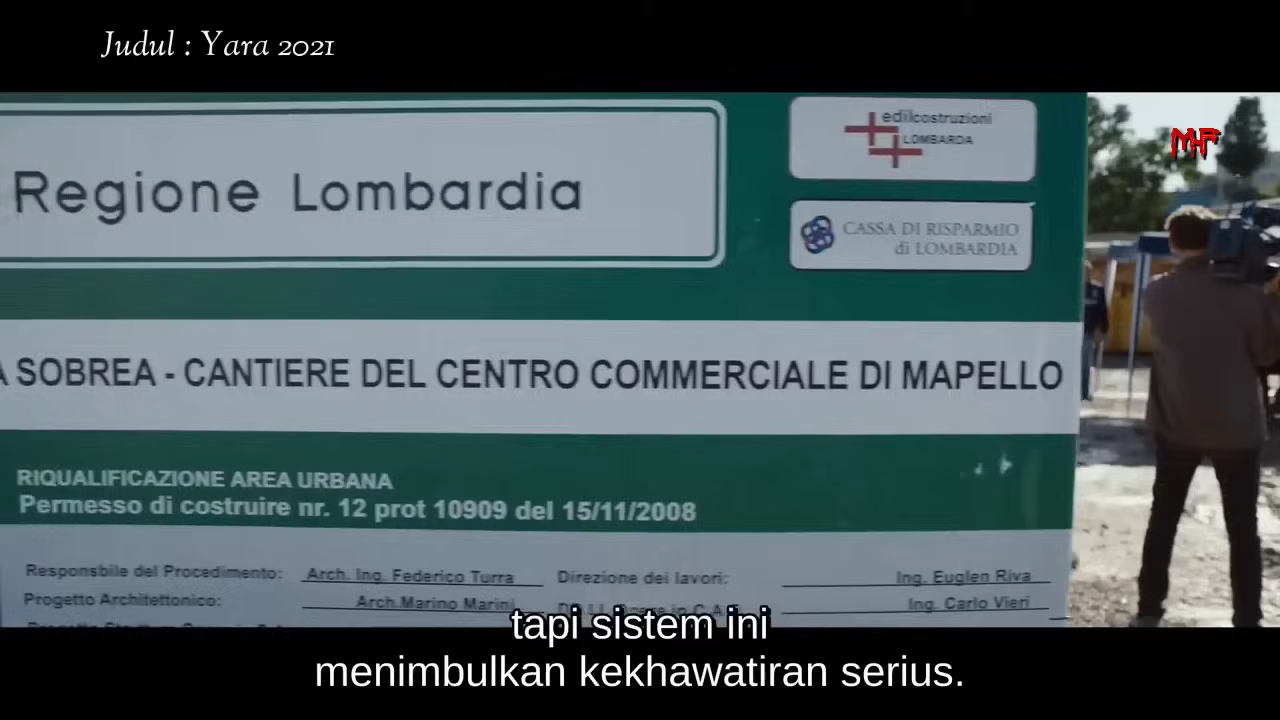 Judul : Yara 2021
edilcostruzioni
LOMBARDA
MHF
Regione Lombardia
CASSA DI RISPARMIO
di LOMBARDIA
A SOBREA - CANTIERE DEL CENTRO COMMERCIALE DI MAPELLO
RIQUALIFICAZIONE AREA URBANA
Permesso di costruire nr. 12 prot 10909 del 15/11/2008
Responsbile del Procedimento: Arch. Ing. Federico Turra Direzione dei lavori: Ing. Euglen Riva
Progetto Architettonico: Arch.Marino Marini Ing. Carlo Vieri
tapi sistem ini
menimbulkan kekhawatiran serius.